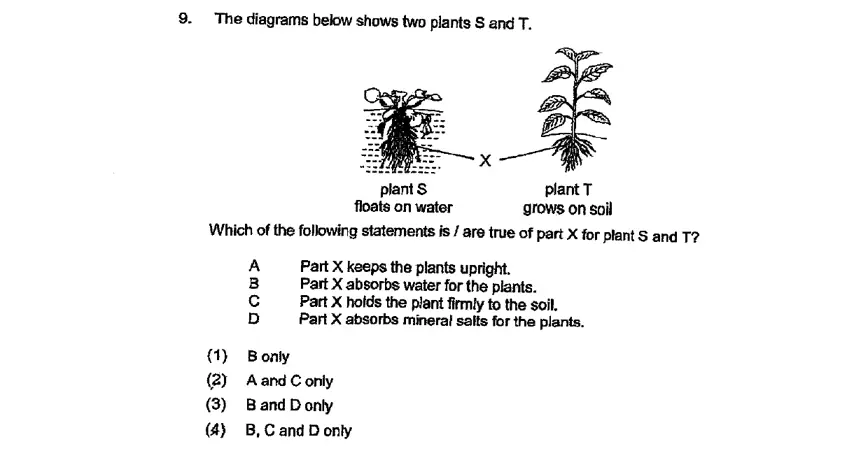 9. The diagrams below shows two plants S and T.
X
plant S plant T
floats on water grows on soil
Which of the following statements is / are true of part X for plant S and T?
A Part X keeps the plants upright.
B Part X absorbs water for the plants.
C Part X holds the plant firmly to the soil.
D Part X absorbs mineral salts for the plants.
(1) B only
(2) A and C only
(3) B and D only
(4) B, C and D only